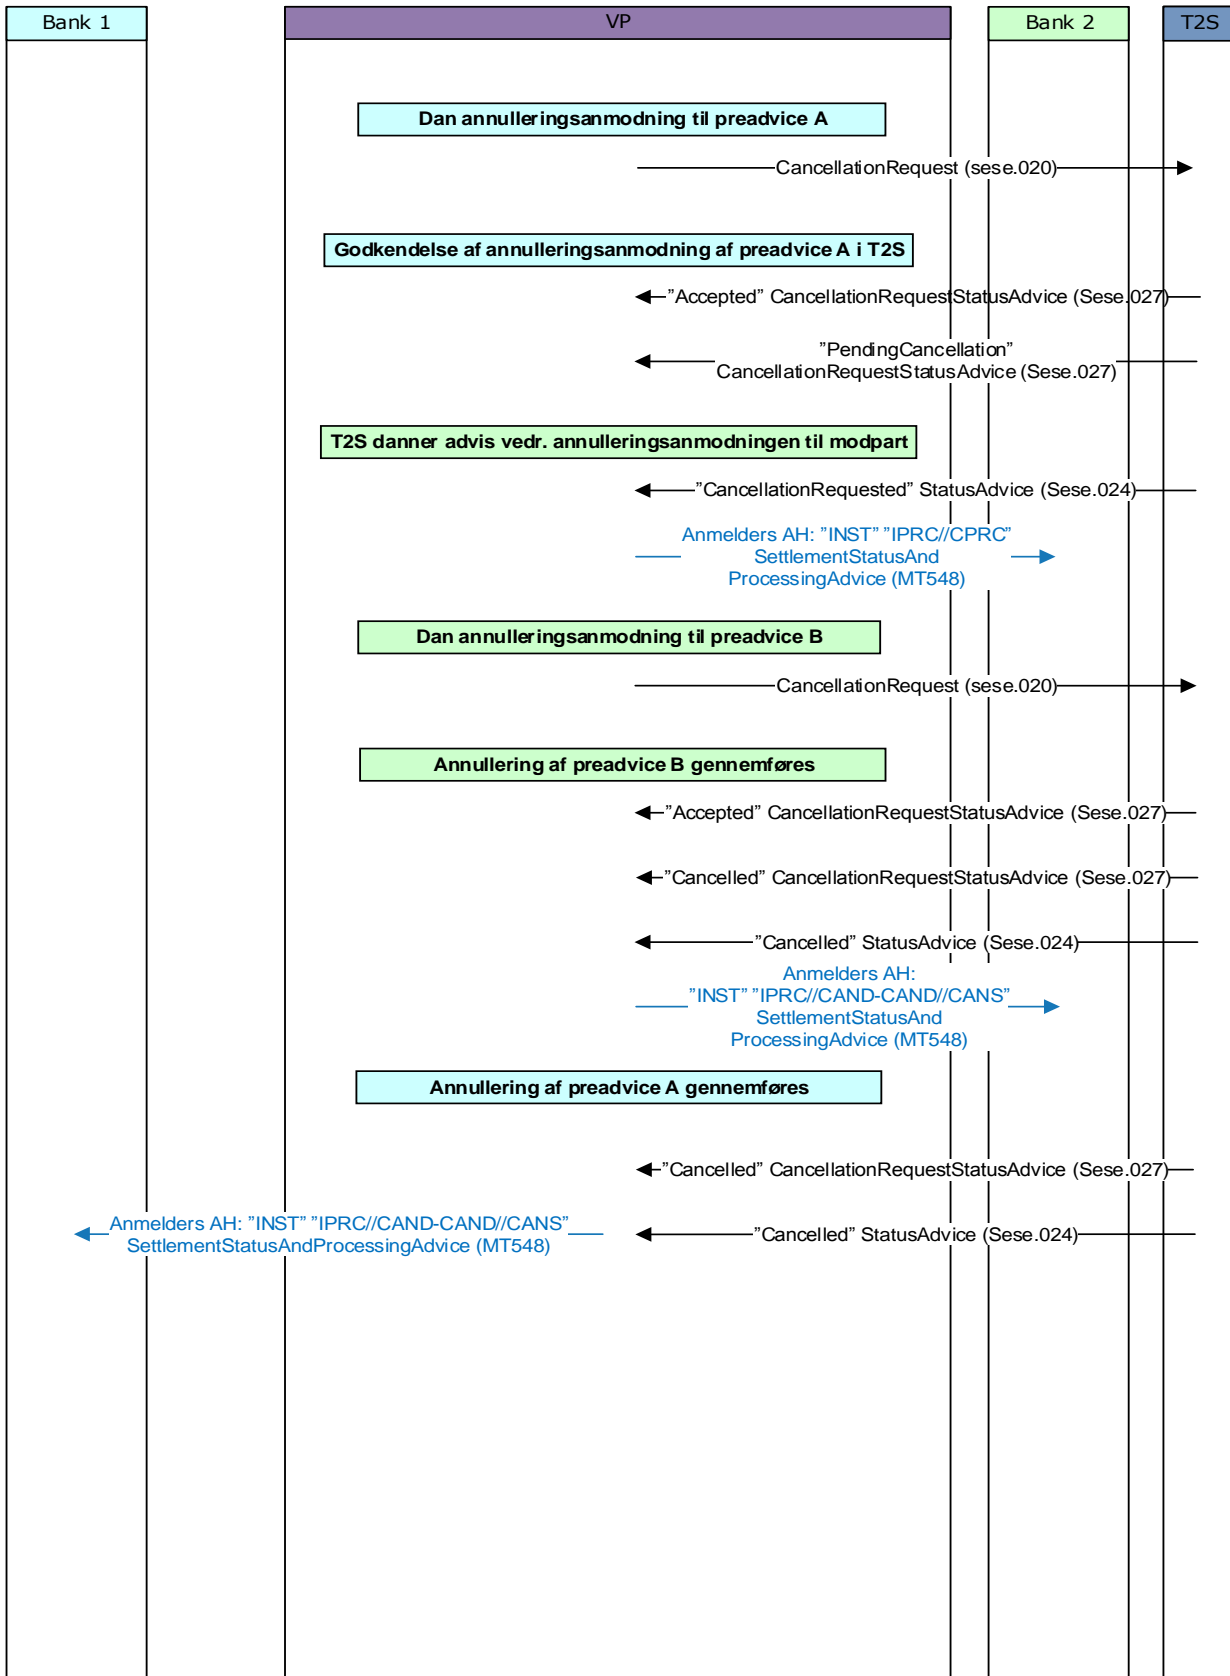 Bank 1
VP
Bank 2
T2S
Dan annulleringsanmodning til preadvice A
CancellationRequest (sese.020)
Godkendelse af annulleringsanmodning af preadvice A i T2S
”Accepted” CancellationRequestStatusAdvice (Sese.027)
”PendingCancellation”
CancellationRequestStatusAdvice (Sese.027)
T2S danner advis vedr. annulleringsanmodningen til modpart
”CancellationRequested” StatusAdvice (Sese.024)
Anmelders AH: ”INST” ”IPRC//CPRC”
SettlementStatusAnd
ProcessingAdvice (MT548)
Dan annulleringsanmodning til preadvice B
CancellationRequest (sese.020)
Annullering af preadvice B gennemføres
”Accepted” CancellationRequestStatusAdvice (Sese.027)
”Cancelled” CancellationRequestStatusAdvice (Sese.027)
”Cancelled” StatusAdvice (Sese.024)
Anmelders AH:
”INST” ”IPRC//CAND-CAND//CANS”
SettlementStatusAnd
ProcessingAdvice (MT548)
Annullering af preadvice A gennemføres
”Cancelled” CancellationRequestStatusAdvice (Sese.027)
Anmelders AH: ”INST” ”IPRC//CAND-CAND//CANS”
SettlementStatusAndProcessingAdvice (MT548)
”Cancelled” StatusAdvice (Sese.024)